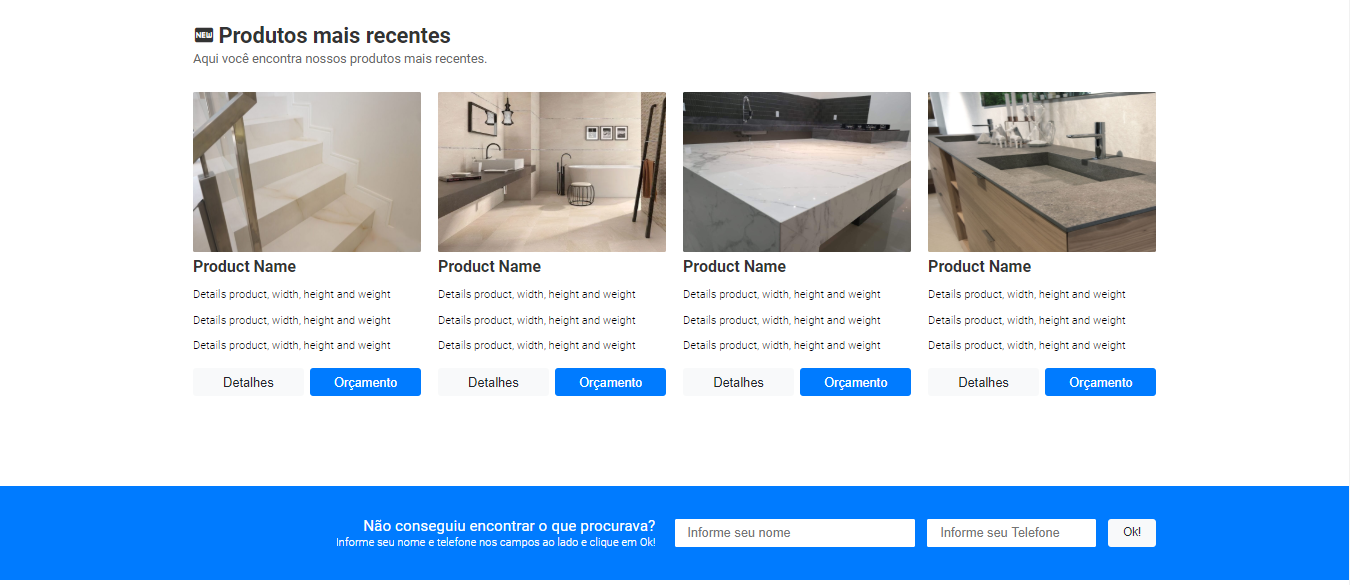 NEW Produtos mais recentes
Aqui você encontra nossos produtos mais recentes.
Product Name
Details product, width, height and weight
Details product, width, height and weight
Details product, width, height and weight
Detalhes Orçamento
Product Name
Details product, width, height and weight
Details product, width, height and weight
Details product, width, height and weight
Detalhes Orçamento
Product Name
Details product, width, height and weight
Details product, width, height and weight
Details product, width, height and weight
Detalhes Orçamento
Product Name
Details product, width, height and weight
Details product, width, height and weight
Details product, width, height and weight
Detalhes Orçamento
Não conseguiu encontrar o que procurava?
Informe seu nome e telefone nos campos ao lado e clique em Ok!
Informe seu nome
Informe seu Telefone
Ok!